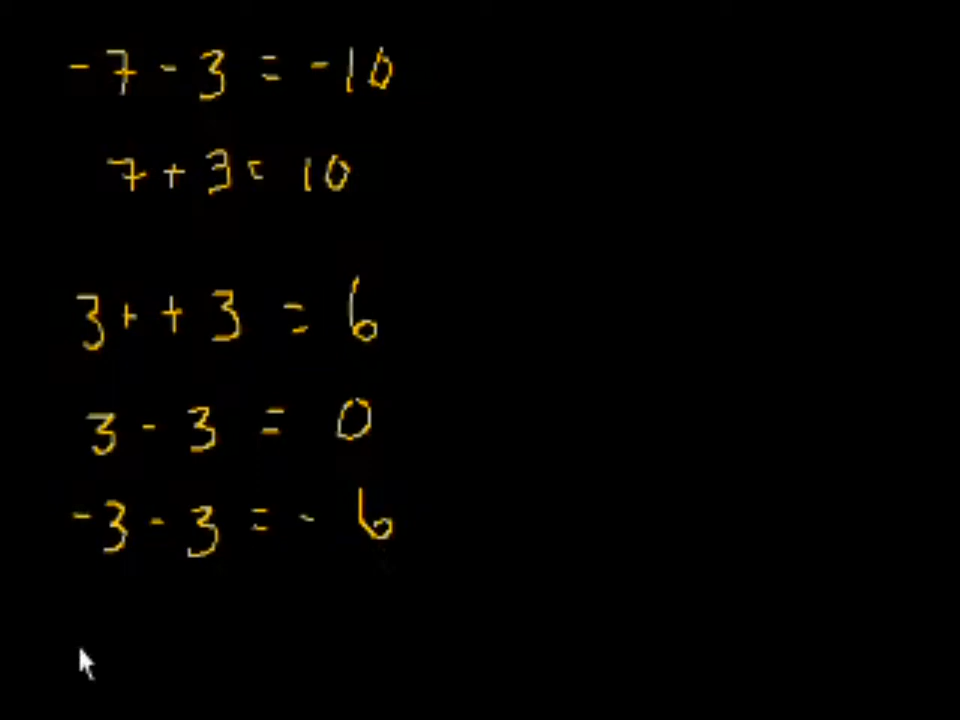 -7 - 3 = -10
7 + 3 = 10
3 + + 3 = 6
3 - 3 = 0
-3 - 3 = - 6